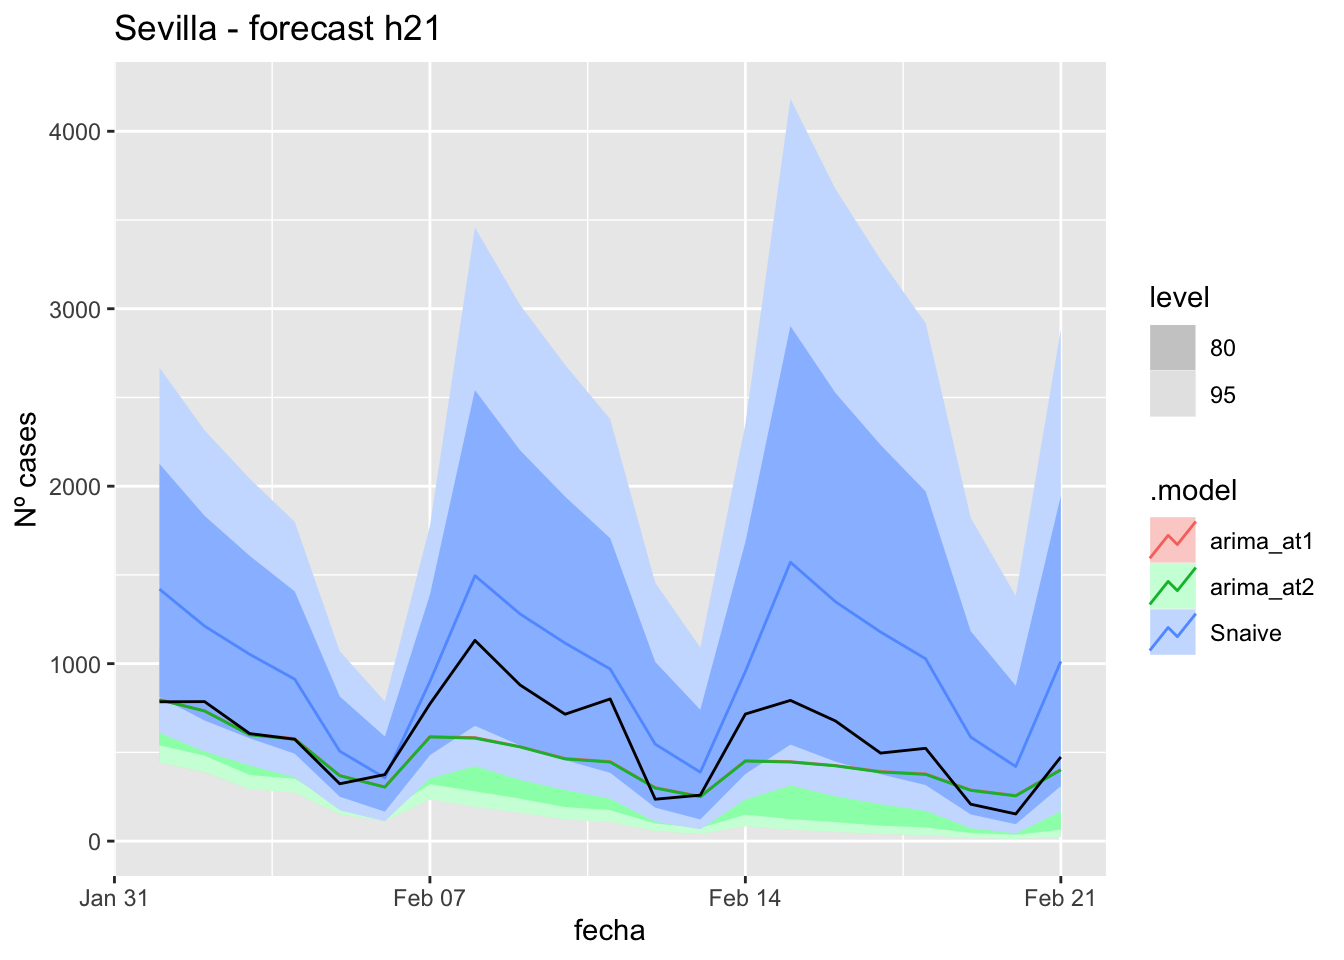 Sevilla - forecast h21
Nº cases
4000
3000
2000
1000
0
Jan 31
Feb 07
Feb 14
Feb 21
fecha
level
80
95
.model
arima_at1
arima_at2
Snaive